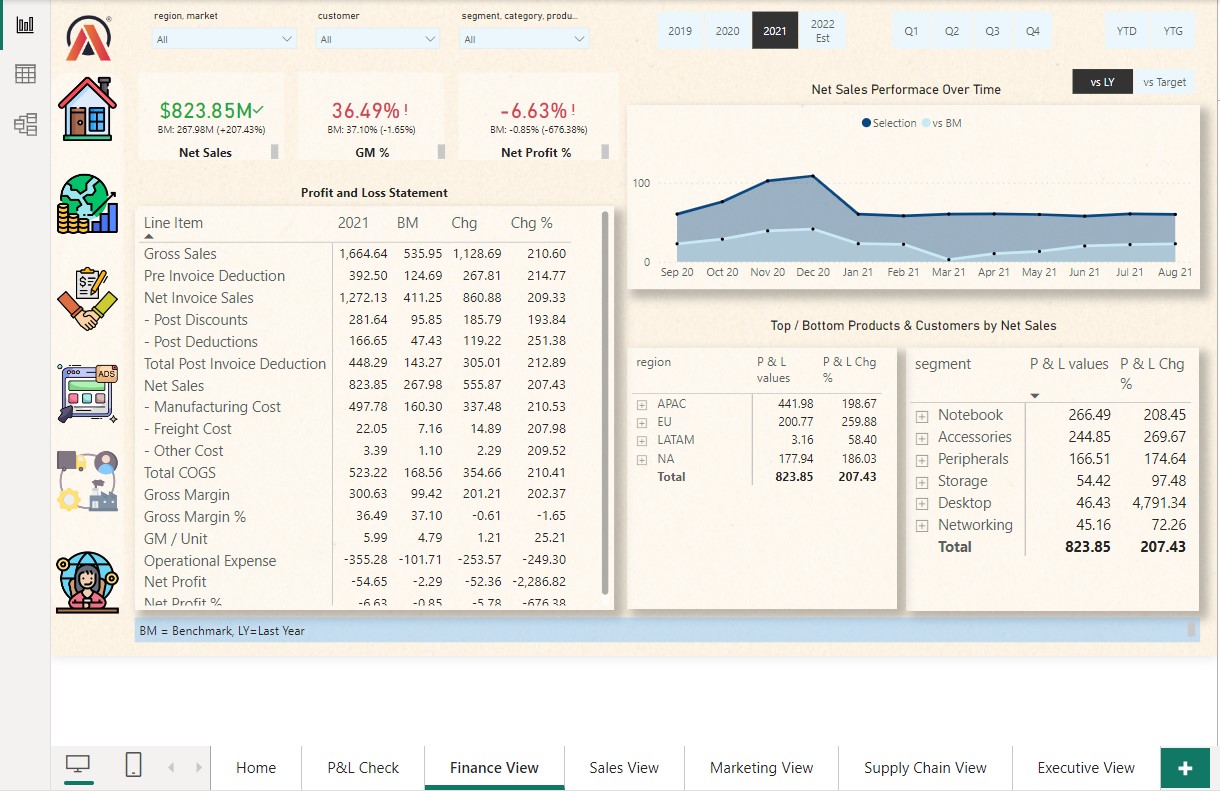 region, market
customer
segment, category, produ...
All
All
All
2019 2020 2021 2022 Est
Q1 Q2 Q3 Q4
YTD YTG
vs LY vs Target
$823.85M
BM: 267.98M (+207.43%)
Net Sales
36.49% !
BM: 37.10% (-1.65%)
GM %
-6.63% !
BM: -0.85% (-676.38%)
Net Profit %
Net Sales Performace Over Time
Selection vs BM
100
0
Sep 20 Oct 20 Nov 20 Dec 20 Jan 21 Feb 21 Mar 21 Apr 21 May 21 Jun 21 Jul 21 Aug 21
Profit and Loss Statement
Line Item 2021 BM Chg Chg %
Gross Sales 1,664.64 535.95 1,128.69 210.60
Pre Invoice Deduction 392.50 124.69 267.81 214.77
Net Invoice Sales 1,272.13 411.25 860.88 209.33
- Post Discounts 281.64 95.85 185.79 193.84
- Post Deductions 166.65 47.43 119.22 251.38
Total Post Invoice Deduction 448.29 143.27 305.01 212.89
Net Sales 823.85 267.98 555.87 207.43
- Manufacturing Cost 497.78 160.30 337.48 210.53
- Freight Cost 22.05 7.16 14.89 207.98
- Other Cost 3.39 1.10 2.29 209.52
Total COGS 523.22 168.56 354.66 210.41
Gross Margin 300.63 99.42 201.21 202.37
Gross Margin % 36.49 37.10 -0.61 -1.65
GM / Unit 5.99 4.79 1.21 25.21
Operational Expense -355.28 -101.71 -253.57 -249.30
Net Profit -54.65 -2.29 -52.36 -2,286.82
Net Profit % -6.63 -0.85 -5.78 -676.38
Top / Bottom Products & Customers by Net Sales
region P & L values P & L Chg %
APAC 441.98 198.67
EU 200.77 259.88
LATAM 3.16 58.40
NA 177.94 186.03
Total 823.85 207.43
segment P & L values P & L Chg %
Notebook 266.49 208.45
Accessories 244.85 269.67
Peripherals 166.51 174.64
Storage 54.42 97.48
Desktop 46.43 4,791.34
Networking 45.16 72.26
Total 823.85 207.43
ADS
BM = Benchmark, LY=Last Year
Home P&L Check Finance View Sales View Marketing View Supply Chain View Executive View